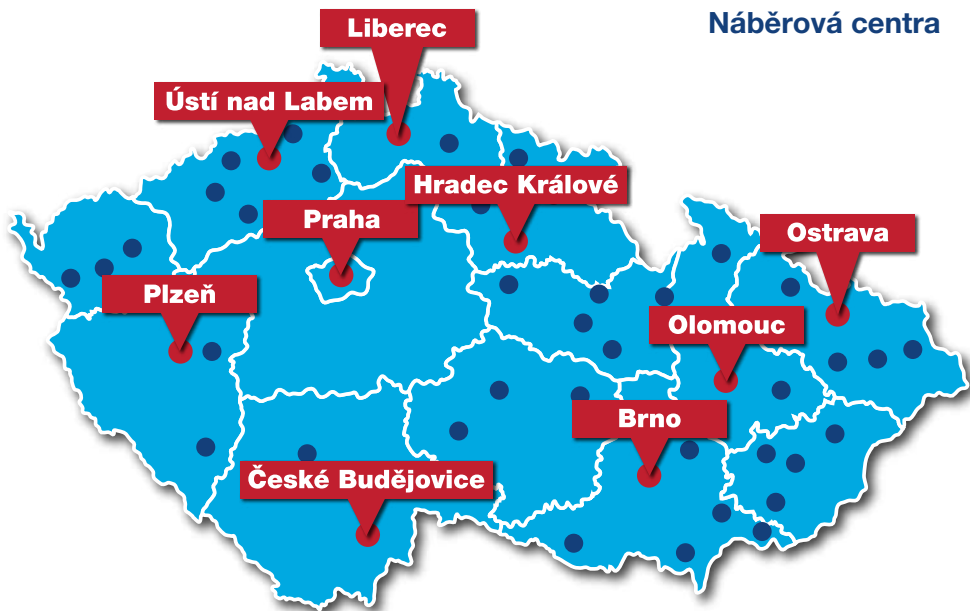 Náběrová centra
Liberec
Ústí nad Labem
Hradec Králové
Praha
Ostrava
Plzeň
Olomouc
Brno
České Budějovice